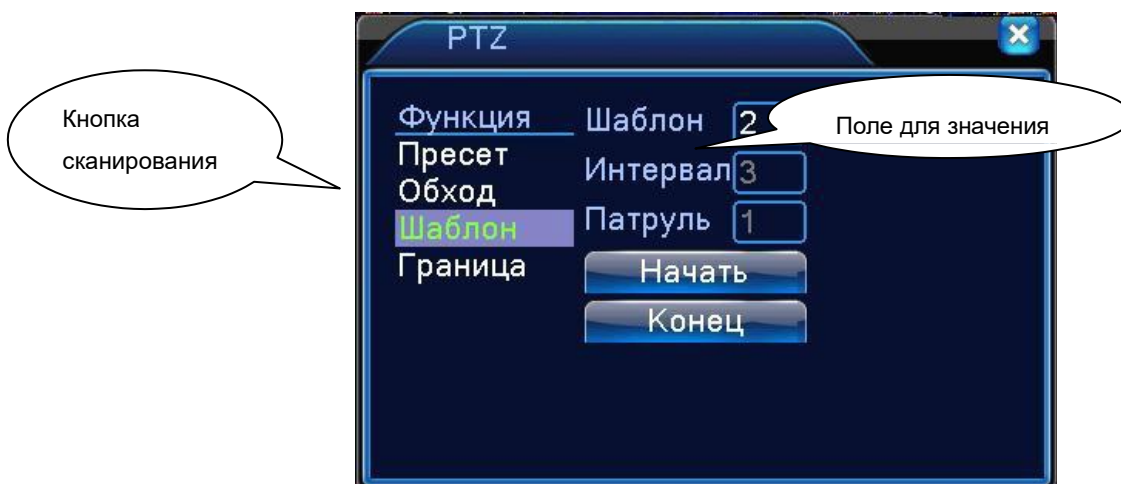 PTZ
Кнопка
сканирования
Функция
Пресет
Обход
Шаблон
Граница
Шаблон 2
Интервал 3
Патруль 1
Начать
Конец
Поле для значения